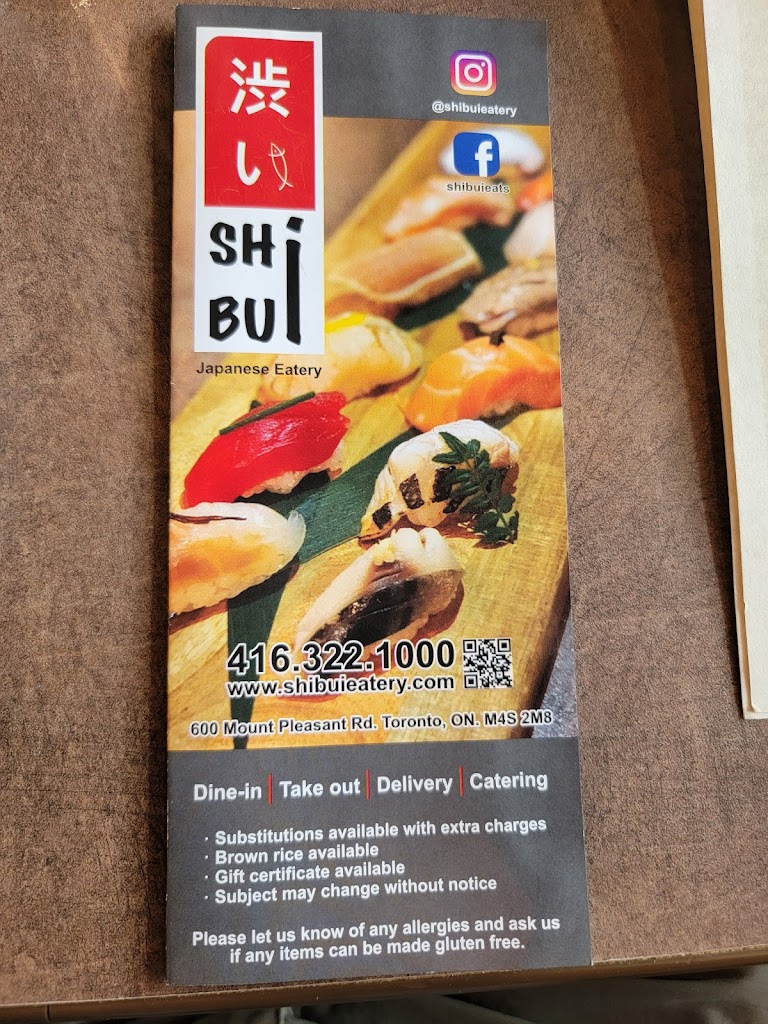 渋
い
SHi
BUI
Japanese Eatery
@shibuieatery
f
shibuieats
416.322.1000
www.shibuieatery.com
600 Mount Pleasant Rd. Toronto, ON. M4S 2M8
Dine-in | Take out | Delivery | Catering
· Substitutions available with extra charges
· Brown rice available
· Gift certificate available
· Subject may change without notice
Please let us know of any allergies and ask us
if any items can be made gluten free.